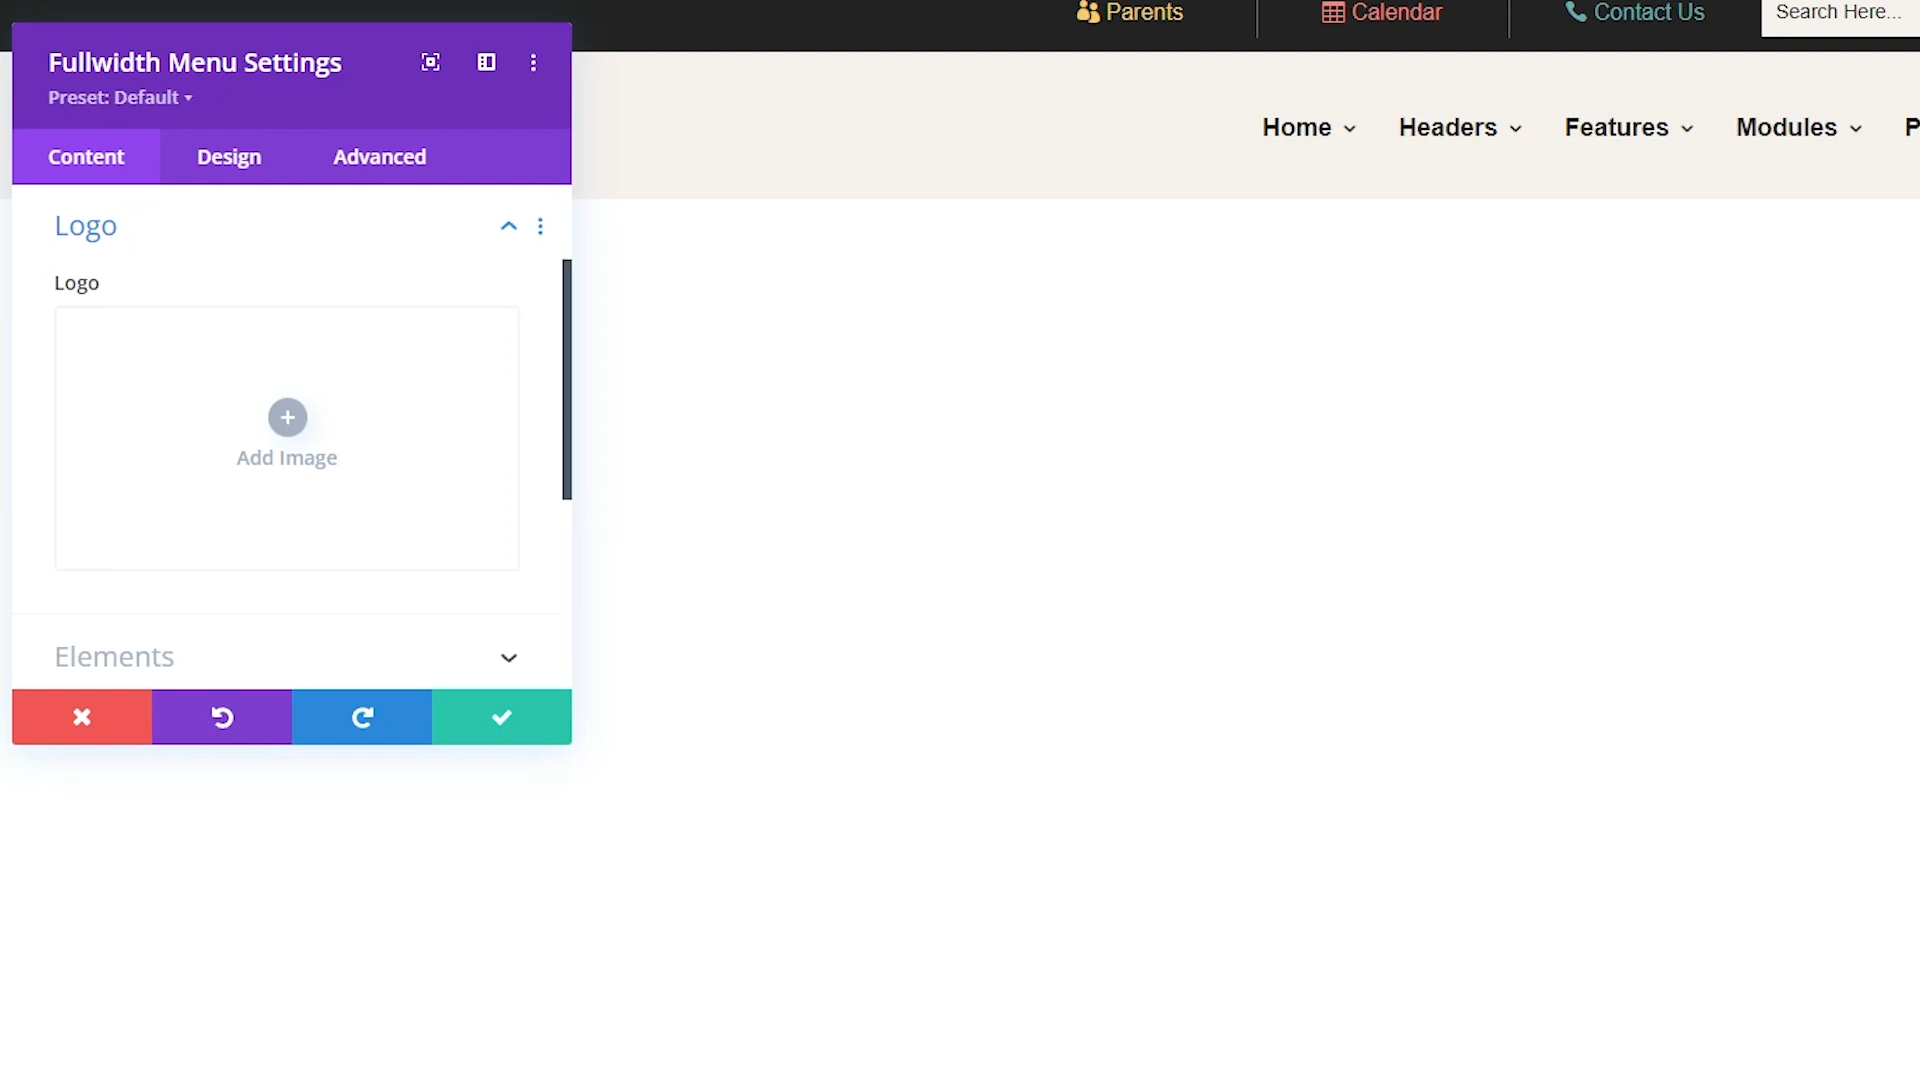 Parents
Calendar
Contact Us
Search Here...
Fullwidth Menu Settings
Preset: Default
Home
Headers
Features
Modules
P
Content
Design
Advanced
Logo
Logo
Add Image
Elements